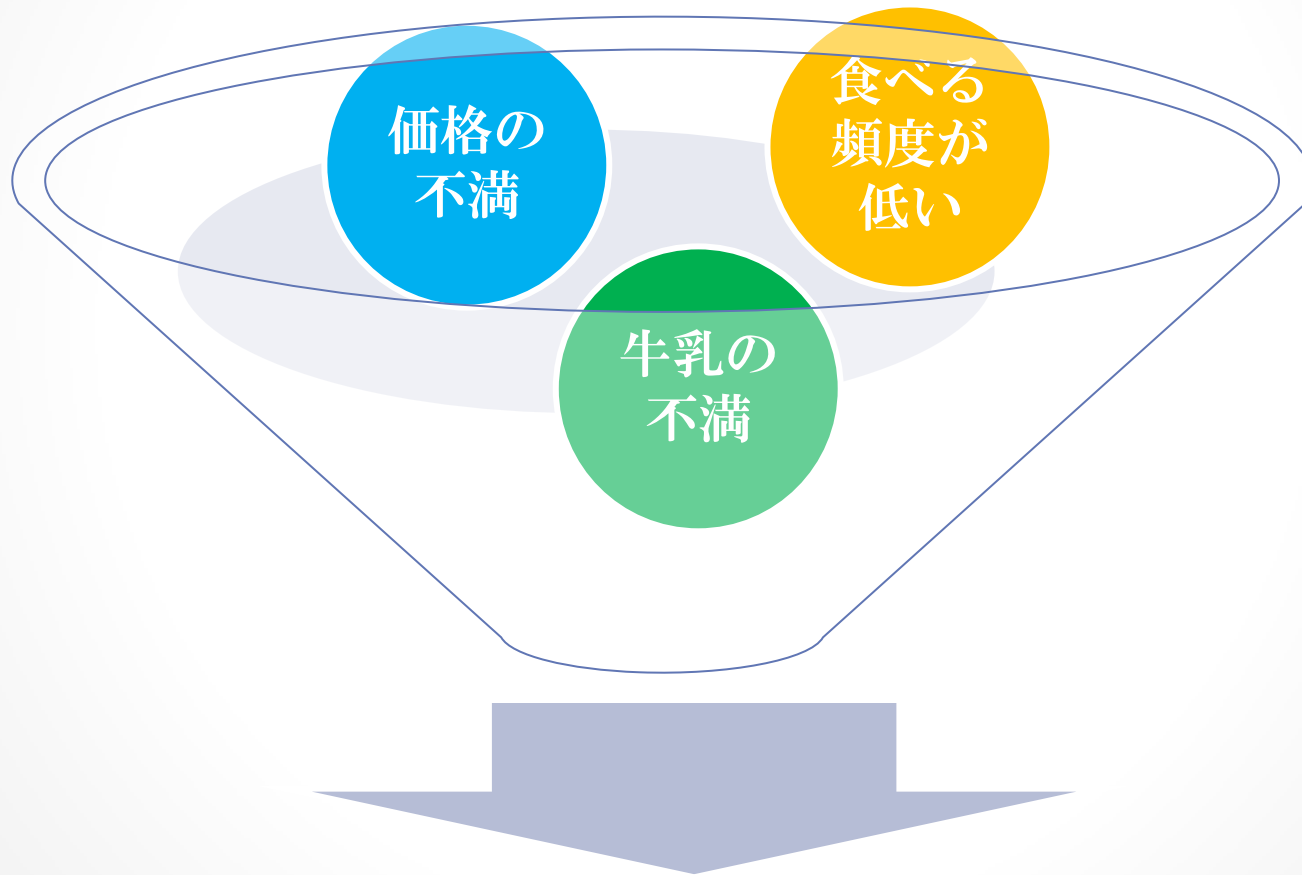 価格の
不満
食べる
頻度が
低い
牛乳の
不満